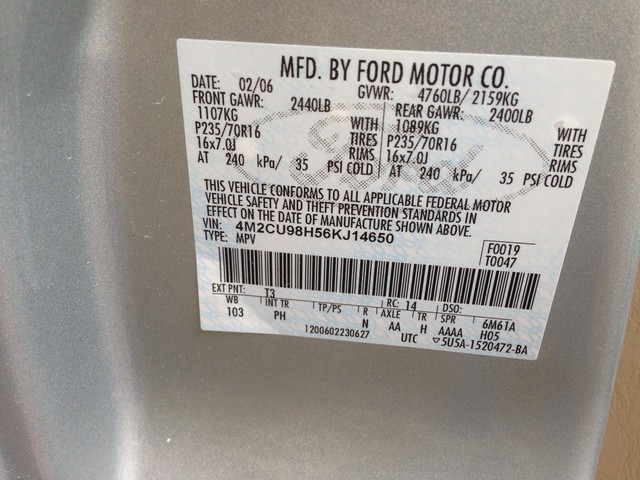 MFD. BY FORD MOTOR CO.
DATE: 02/06 GVWR: 4760LB/ 2159KG
FRONT GAWR: 2440LB REAR GAWR: 2400LB
1107KG WITH 1089KG WITH
P235/70R16 TIRES P235/70R16 TIRES
16x7.0J RIMS 16x7.0J RIMS
AT 240 kPa/ 35 PSI COLD AT 240 kPa/ 35 PSI COLD
Ford
THIS VEHICLE CONFORMS TO ALL APPLICABLE FEDERAL MOTOR
VEHICLE SAFETY AND THEFT PREVENTION STANDARDS IN
EFFECT ON THE DATE OF MANUFACTURE SHOWN ABOVE.
VIN: 4M2CU98H56KJ14650
TYPE: MPV
F0019
T0047
EXT PNT: T3 RC: 14 DSO:
WB INT TR TP/PS R AXLE TR SPR 6M61A
103 PH N AA H AAAA H05
1200602230627 UTC ▽5U5A-1520472-BA